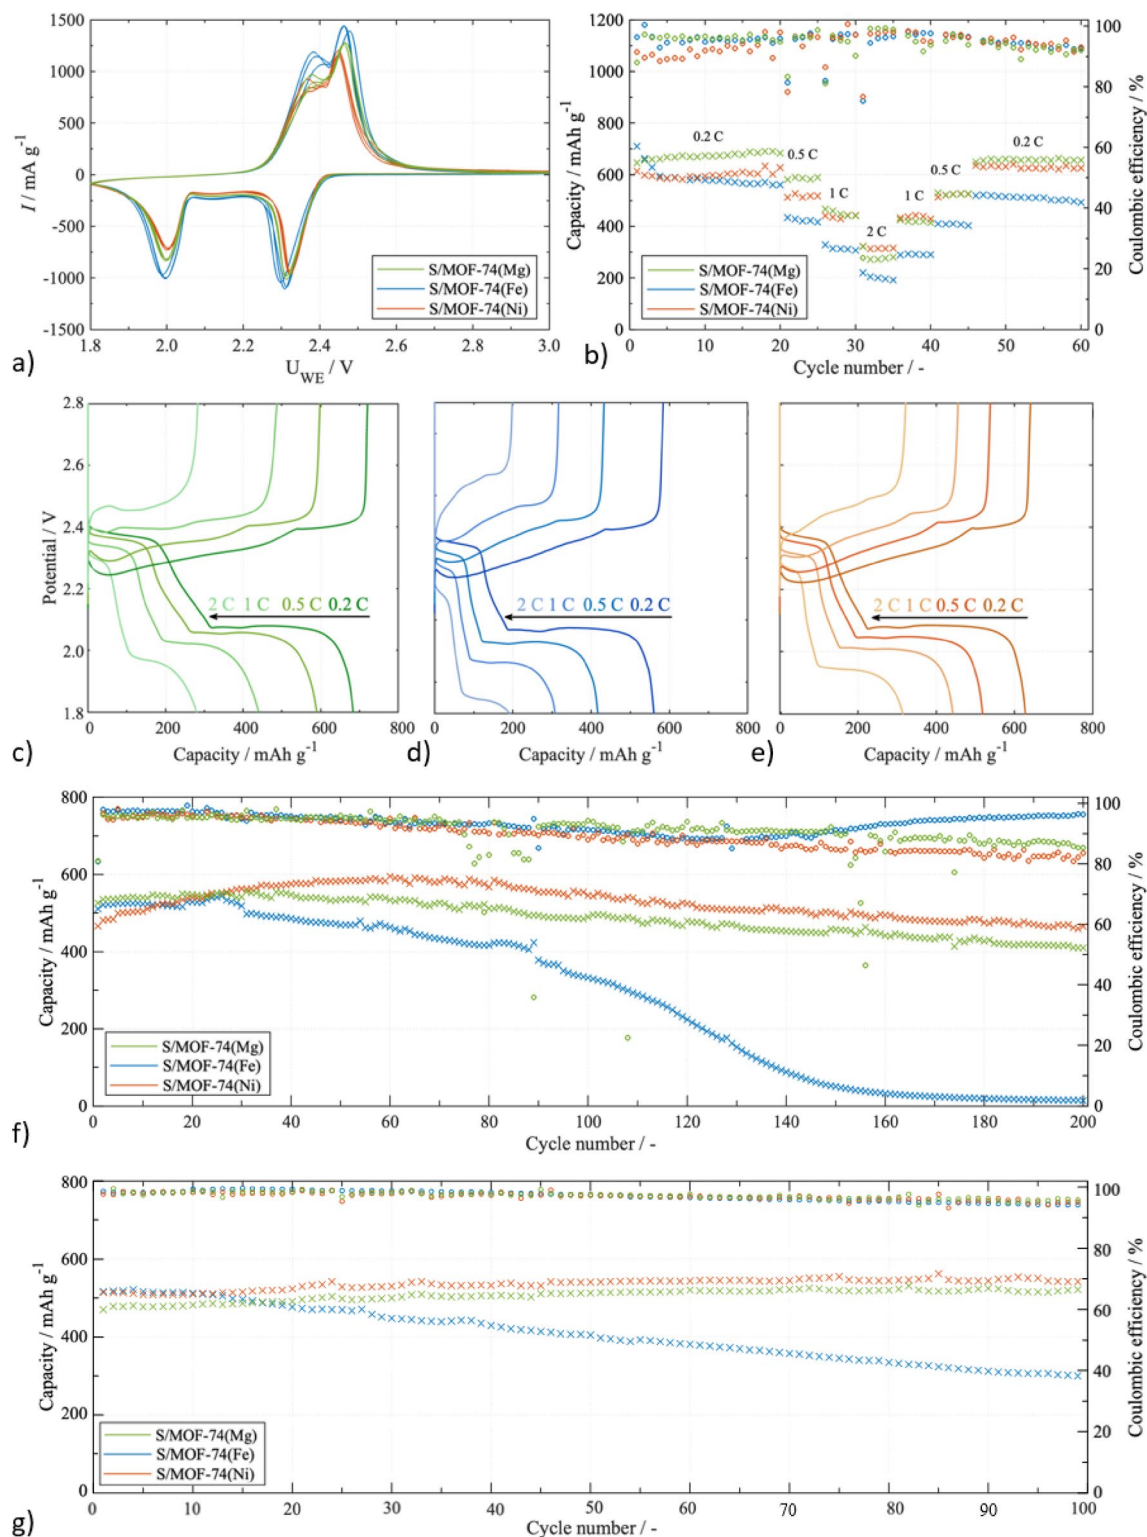 1500
1000
500
0
-500
-1000
-1500
I / mA g⁻¹
1.8 2.0 2.2 2.4 2.6 2.8 3.0
U_WE / V
S/MOF-74(Mg)
S/MOF-74(Fe)
S/MOF-74(Ni)
a)
1200
1000
800
600
400
200
0
Capacity / mAh g⁻¹
0.2 C
0.5 C
1 C
2 C
1 C
0.5 C
0.2 C
S/MOF-74(Mg)
S/MOF-74(Fe)
S/MOF-74(Ni)
100
80
60
40
20
0
Coulombic efficiency / %
0 10 20 30 40 50 60
Cycle number / -
b)
2.8
2.6
2.4
2.2
2.0
1.8
Potential / V
2 C 1 C 0.5 C 0.2 C
0 200 400 600 800
Capacity / mAh g⁻¹
c)
2 C 1 C 0.5 C 0.2 C
0 200 400 600 800
Capacity / mAh g⁻¹
d)
2 C 1 C 0.5 C 0.2 C
0 200 400 600 800
Capacity / mAh g⁻¹
e)
800
600
400
200
0
Capacity / mAh g⁻¹
S/MOF-74(Mg)
S/MOF-74(Fe)
S/MOF-74(Ni)
100
80
60
40
20
0
Coulombic efficiency / %
0 20 40 60 80 100 120 140 160 180 200
Cycle number / -
f)
800
600
400
200
0
Capacity / mAh g⁻¹
S/MOF-74(Mg)
S/MOF-74(Fe)
S/MOF-74(Ni)
100
80
60
40
20
0
Coulombic efficiency / %
0 10 20 30 40 50 60 70 80 90 100
Cycle number / -
g)